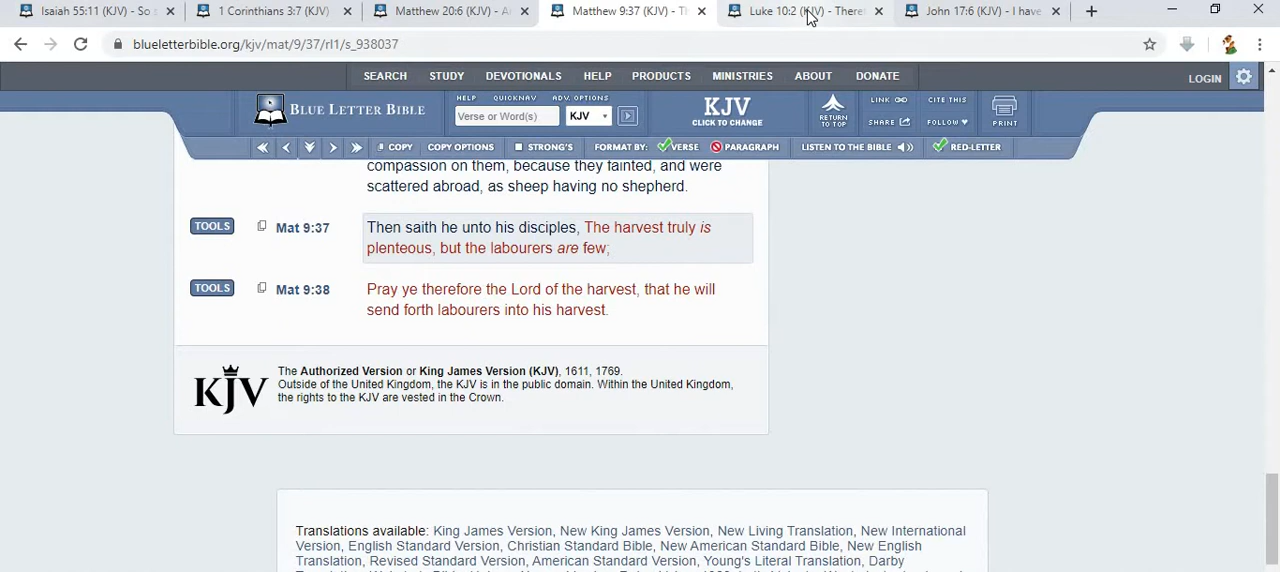 Isaiah 55:11 (KJV) - So s
1 Corinthians 3:7 (KJV)
Matthew 20:6 (KJV) - A
Matthew 9:37 (KJV) - Th
Luke 10:2 (KJV) - There
John 17:6 (KJV) - I have
blueletterbible.org/kjv/mat/9/37/rl1/s_938037
SEARCH STUDY DEVOTIONALS HELP PRODUCTS MINISTRIES ABOUT DONATE LOGIN
HELP QUICKNAV ADV. OPTIONS
BLUE LETTER BIBLE Verse or Word(s) KJV
KJV
CLICK TO CHANGE
RETURN
TO TOP
LINK CITE THIS
SHARE FOLLOW PRINT
COPY COPY OPTIONS STRONG'S FORMAT BY: VERSE PARAGRAPH LISTEN TO THE BIBLE RED-LETTER
compassion on them, because they fainted, and were
scattered abroad, as sheep having no shepherd.
TOOLS Mat 9:37 Then saith he unto his disciples, The harvest truly is
plenteous, but the labourers are few;
TOOLS Mat 9:38 Pray ye therefore the Lord of the harvest, that he will
send forth labourers into his harvest.
KJV
The Authorized Version or King James Version (KJV), 1611, 1769.
Outside of the United Kingdom, the KJV is in the public domain. Within the United Kingdom,
the rights to the KJV are vested in the Crown.
Translations available: King James Version, New King James Version, New Living Translation, New International
Version, English Standard Version, Christian Standard Bible, New American Standard Bible, New English
Translation, Revised Standard Version, American Standard Version, Young's Literal Translation, Darby